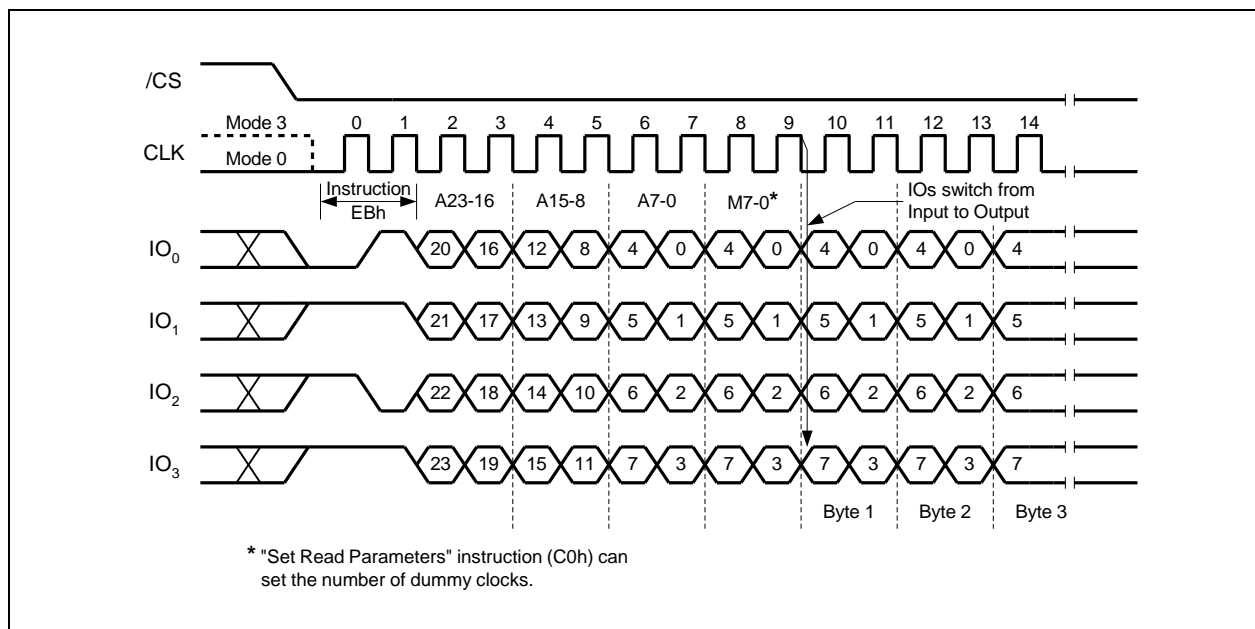 /CS
Mode 3 0 1 2 3 4 5 6 7 8 9 10 11 12 13 14
CLK Mode 0
Instruction A23-16 A15-8 A7-0 M7-0* IOs switch from
EBh Input to Output
IO0 20 16 12 8 4 0 4 0 4 0 4 0 4
IO1 21 17 13 9 5 1 5 1 5 1 5 1 5
IO2 22 18 14 10 6 2 6 2 6 2 6 2 6
IO3 23 19 15 11 7 3 7 3 7 3 7 3 7
Byte 1 Byte 2 Byte 3
* "Set Read Parameters" instruction (C0h) can
set the number of dummy clocks.